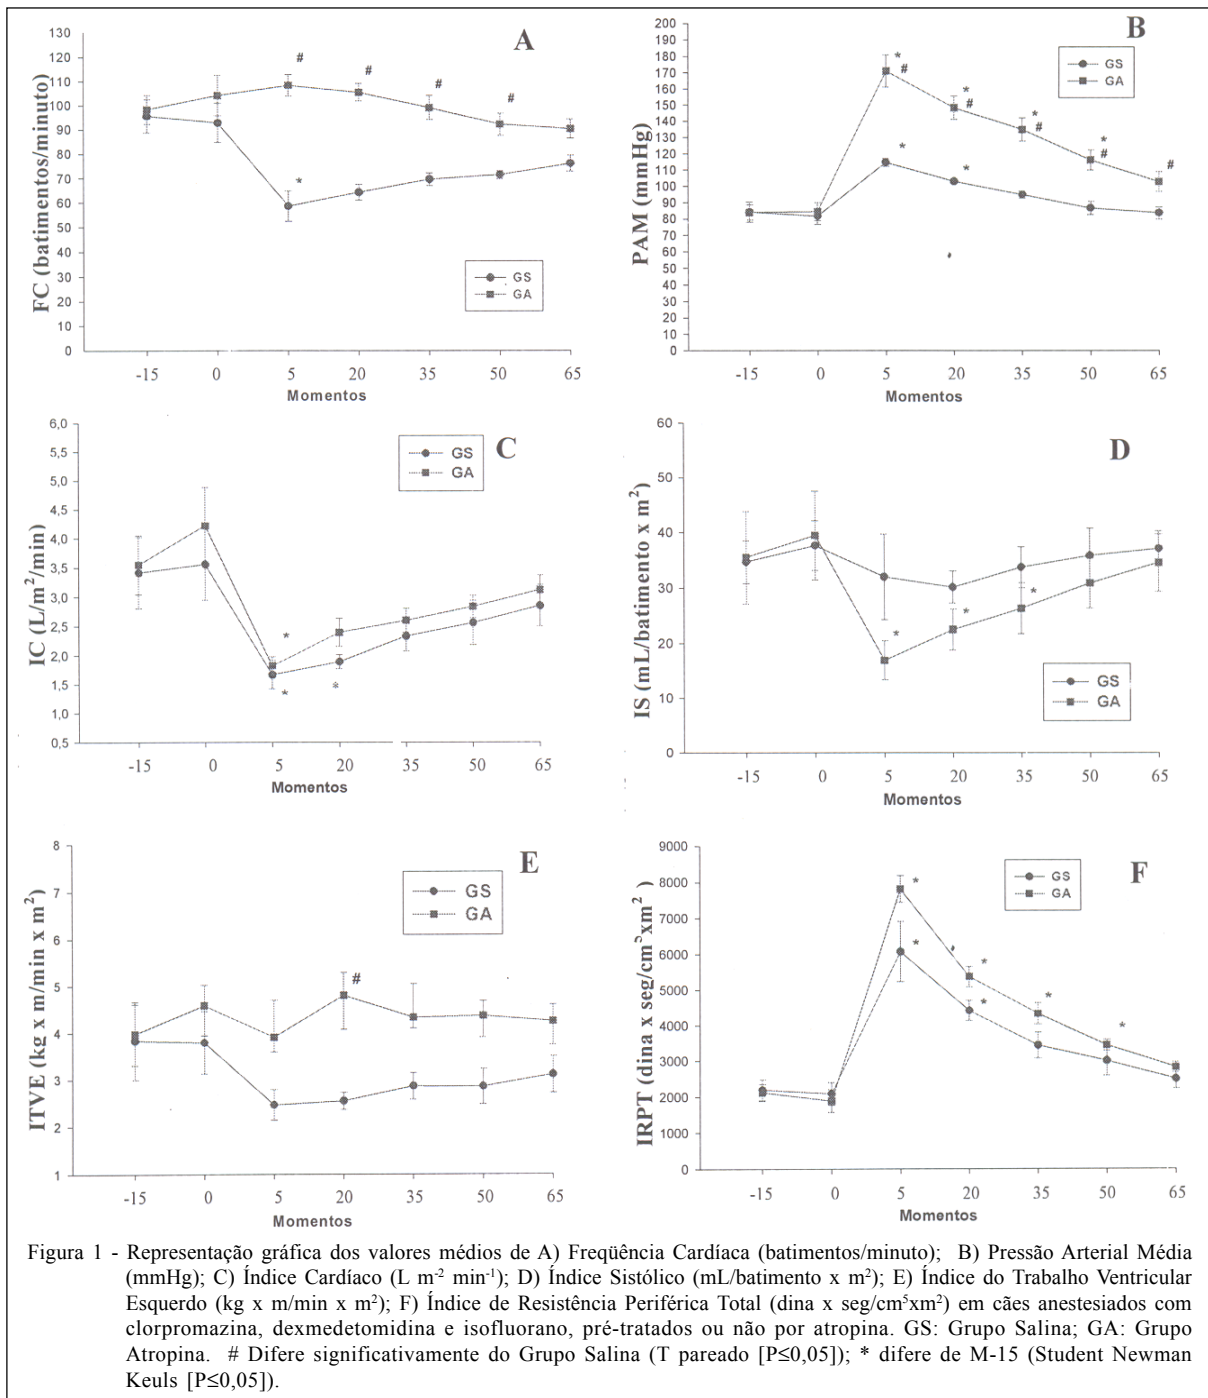 A
FC (batimentos/minuto)
130
120
110
100
90
80
70
60
50
40
30
20
10
0
# # # #
*
GS
GA
-15 0 5 20 35 50 65
Momentos
B
PAM (mmHg)
200
190
180
170
160
150
140
130
120
110
100
90
80
70
60
50
40
30
20
10
0
GS
GA
*
#
*
#
*
#
*
#
#
*
*
-15 0 5 20 35 50 65
Momentos
C
IC (L/m²/min)
6,0
5,5
5,0
4,5
4,0
3,5
3,0
2,5
2,0
1,5
1,0
0,5
GS
GA
*
* *
-15 0 5 20 35 50 65
Momentos
D
IS (mL/batimento x m²)
60
50
40
30
20
10
0
* * *
GS
GA
-15 0 5 20 35 50 65
Momentos
E
ITVE (kg x m/min x m²)
8
7
6
5
4
3
2
1
GS
GA
#
-15 0 5 20 35 50 65
Momentos
F
IRPT (dina x seg/cm⁵xm²)
9000
8000
7000
6000
5000
4000
3000
2000
1000
0
GS
GA
* * * *
* *
-15 0 5 20 35 50 65
Momentos
Figura 1 - Representação gráfica dos valores médios de A) Freqüência Cardíaca (batimentos/minuto); B) Pressão Arterial Média
(mmHg); C) Índice Cardíaco (L m⁻² min⁻¹); D) Índice Sistólico (mL/batimento x m²); E) Índice do Trabalho Ventricular
Esquerdo (kg x m/min x m²); F) Índice de Resistência Periférica Total (dina x seg/cm⁵xm²) em cães anestesiados com
clorpromazina, dexmedetomidina e isofluorano, pré-tratados ou não por atropina. GS: Grupo Salina; GA: Grupo
Atropina. # Difere significativamente do Grupo Salina (T pareado [P≤0,05]); * difere de M-15 (Student Newman
Keuls [P≤0,05]).